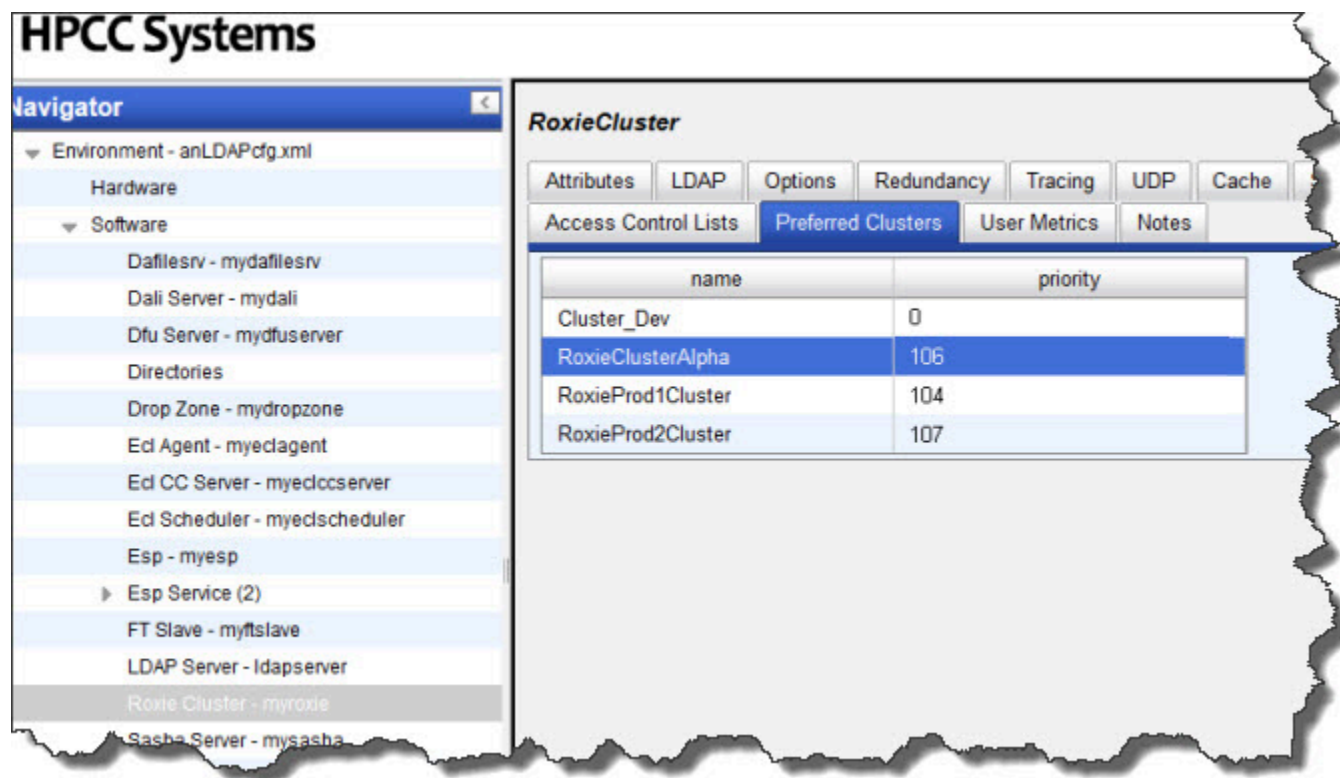 HPCC Systems
Navigator
Environment - anLDAPcfg.xml
Hardware
Software
Dafilesrv - mydafilesrv
Dali Server - mydali
Dfu Server - mydfuserver
Directories
Drop Zone - mydropzone
Ecl Agent - myeclagent
Ecl CC Server - myeclccserver
Ecl Scheduler - myeclscheduler
Esp - myesp
Esp Service (2)
FT Slave - myftslave
LDAP Server - ldapserver
Roxie Cluster - myroxie
Sasha Server - mysasha
RoxieCluster
Attributes LDAP Options Redundancy Tracing UDP Cache
Access Control Lists Preferred Clusters User Metrics Notes
name priority
Cluster_Dev 0
RoxieClusterAlpha 106
RoxieProd1Cluster 104
RoxieProd2Cluster 107